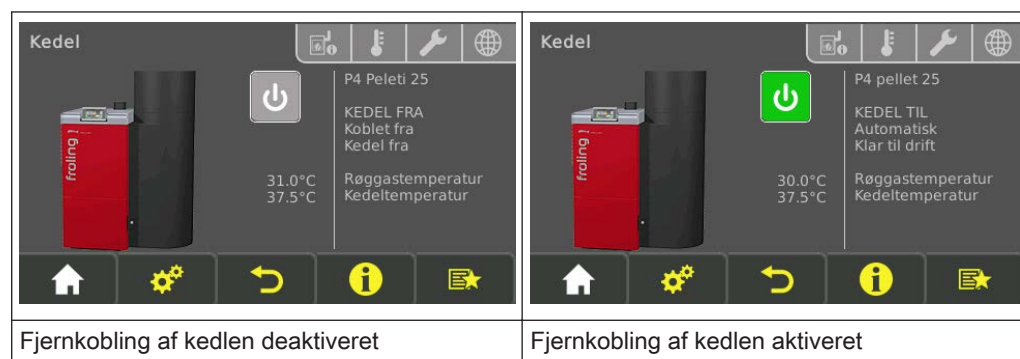 Kedel
P4 Peleti 25
KEDEL FRA
Koblet fra
Kedel fra
31.0°C Røggastemperatur
37.5°C Kedeltemperatur
froling
Fjernkobling af kedlen deaktiveret
Kedel
P4 pellet 25
KEDEL TIL
Automatisk
Klar til drift
30.0°C Røggastemperatur
37.5°C Kedeltemperatur
froling
Fjernkobling af kedlen aktiveret